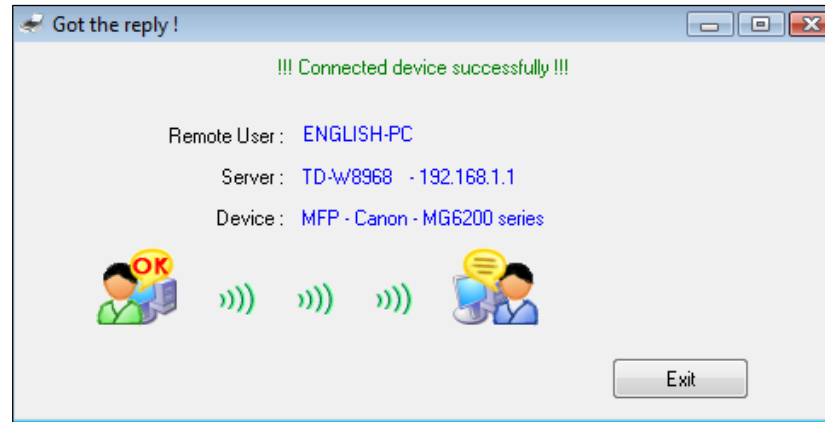 Got the reply !
!!! Connected device successfully !!!
Remote User : ENGLISH-PC
Server : TD-W8968 - 192.168.1.1
Device : MFP - Canon - MG6200 series
OK
Exit